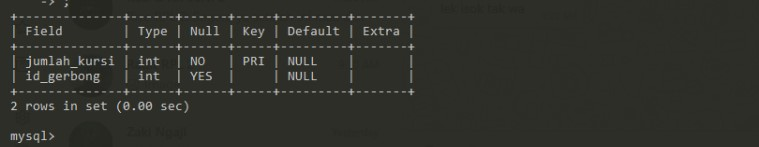 -> ;
+--------------+------+------+-----+---------+-------+
| Field        | Type | Null | Key | Default | Extra |
+--------------+------+------+-----+---------+-------+
| jumlah_kursi | int  | NO   | PRI | NULL    |       |
| id_gerbong   | int  | YES  |     | NULL    |       |
+--------------+------+------+-----+---------+-------+
2 rows in set (0.00 sec)
mysql>